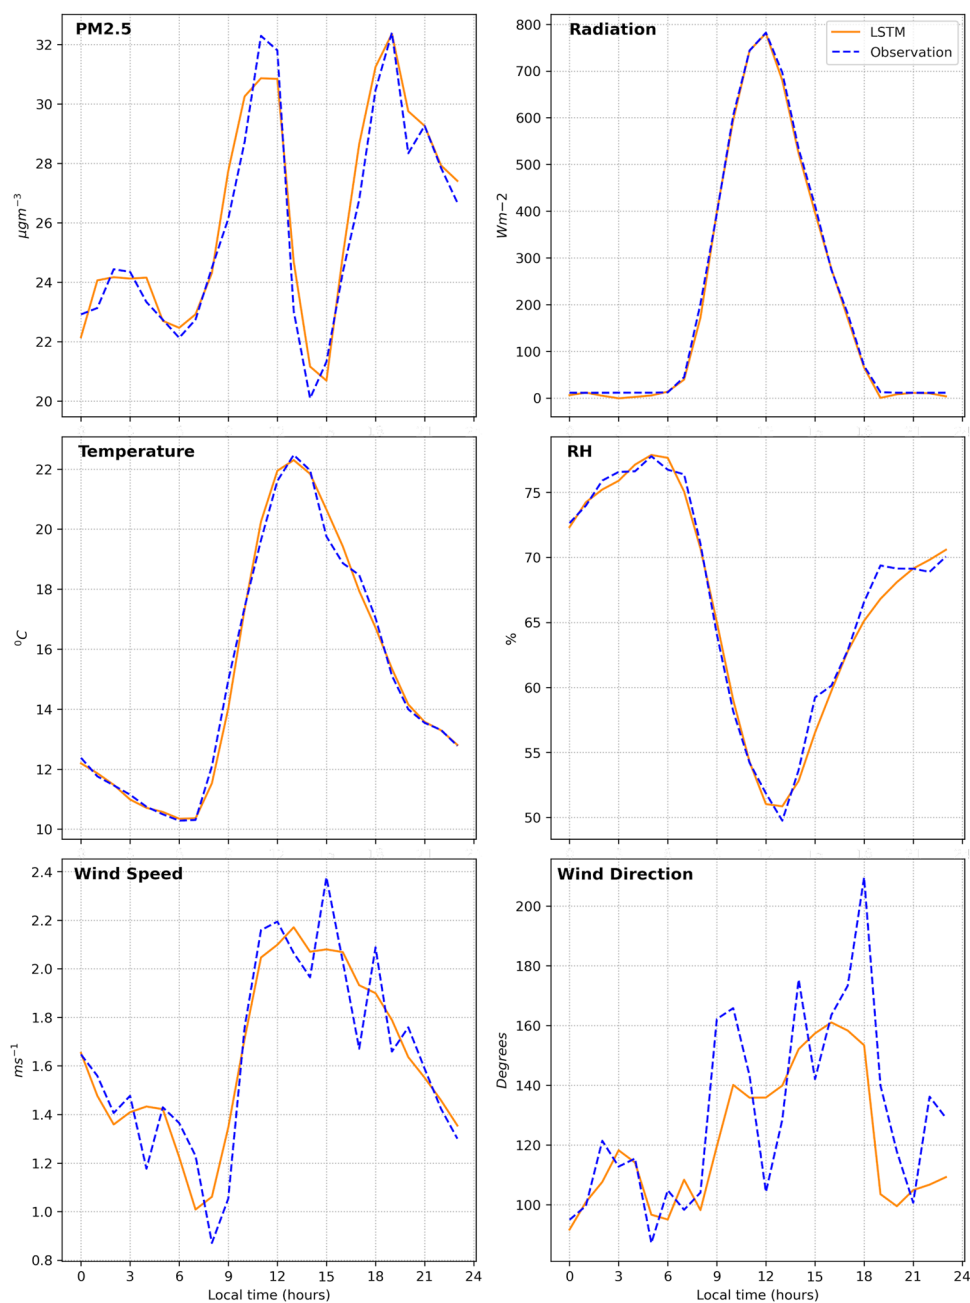 PM2.5
32
30
28
26
24
22
20
µgm⁻³
Radiation
LSTM
Observation
800
700
600
500
400
300
200
100
0
Wm−2
Temperature
22
20
18
16
14
12
10
⁰C
RH
75
70
65
60
55
50
%
Wind Speed
2.4
2.2
2.0
1.8
1.6
1.4
1.2
1.0
0.8
ms⁻¹
0 3 6 9 12 15 18 21 24
Local time (hours)
Wind Direction
200
180
160
140
120
100
Degrees
0 3 6 9 12 15 18 21 24
Local time (hours)